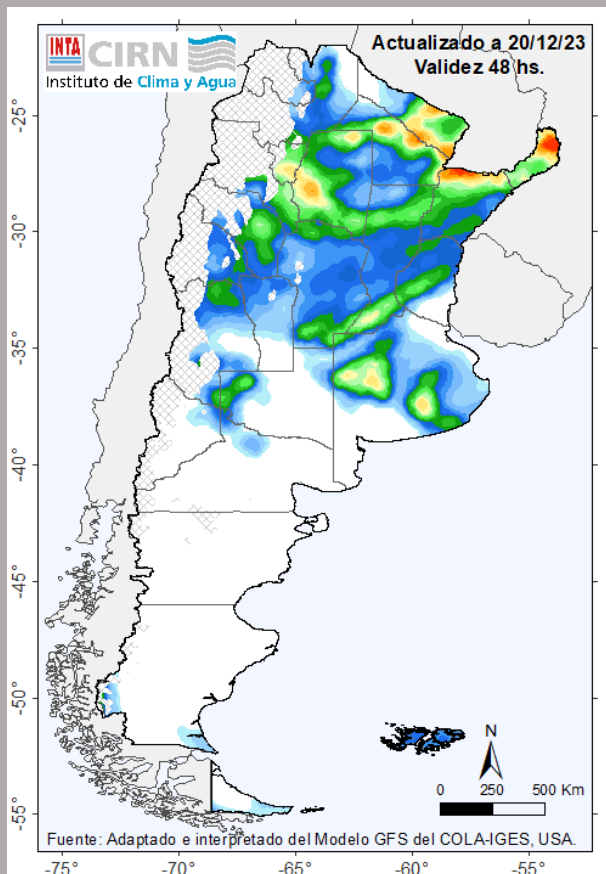 INTA CIRN
Instituto de Clima y Agua
Actualizado a 20/12/23
Validez 48 hs.
-25°
-30°
-35°
-40°
-45°
-50°
-55°
N
0 250 500 Km
Fuente: Adaptado e interpretado del Modelo GFS del COLA-IGES, USA.
-75° -70° -65° -60° -55°